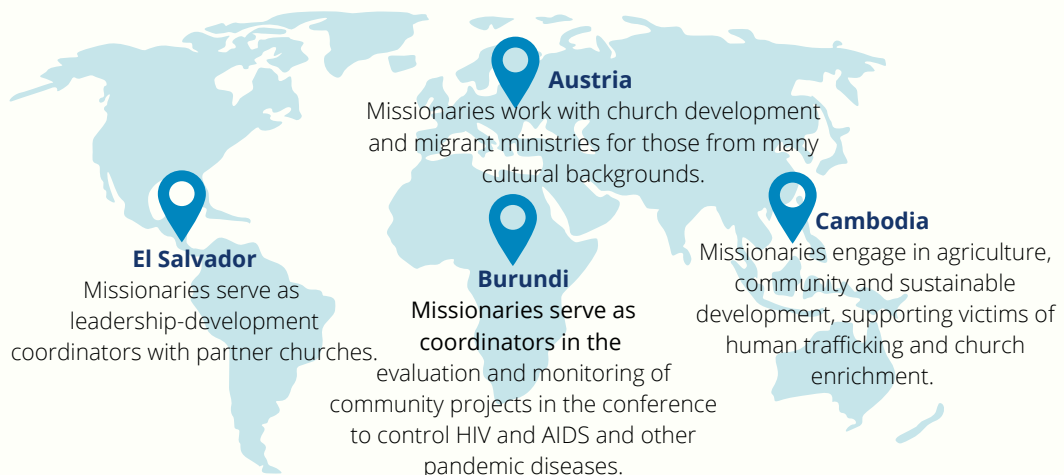 Austria
Missionaries work with church development
and migrant ministries for those from many
cultural backgrounds.
El Salvador
Missionaries serve as
leadership-development
coordinators with partner churches.
Burundi
Missionaries serve as
coordinators in the
evaluation and monitoring of
community projects in the conference
to control HIV and AIDS and other
pandemic diseases.
Cambodia
Missionaries engage in agriculture,
community and sustainable
development, supporting victims of
human trafficking and church
enrichment.